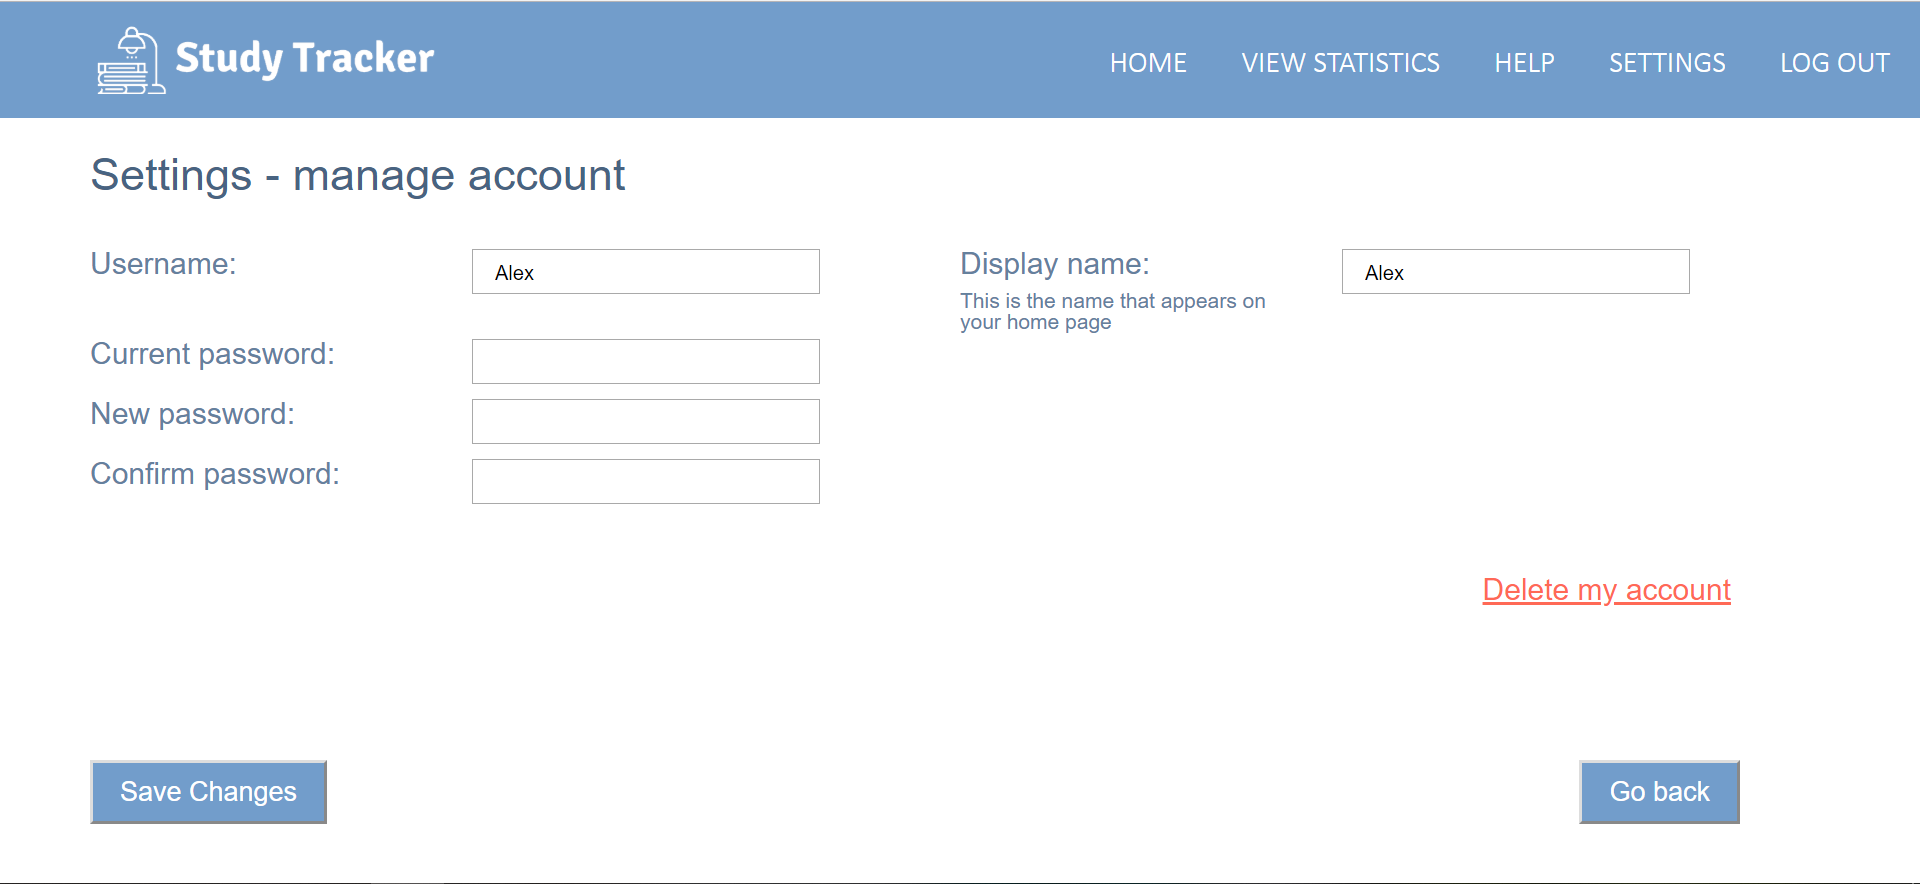 Study Tracker
HOME VIEW STATISTICS HELP SETTINGS LOG OUT
Settings - manage account
Username:
Alex
Display name:
Alex
This is the name that appears on
your home page
Current password:
New password:
Confirm password:
Delete my account
Save Changes
Go back